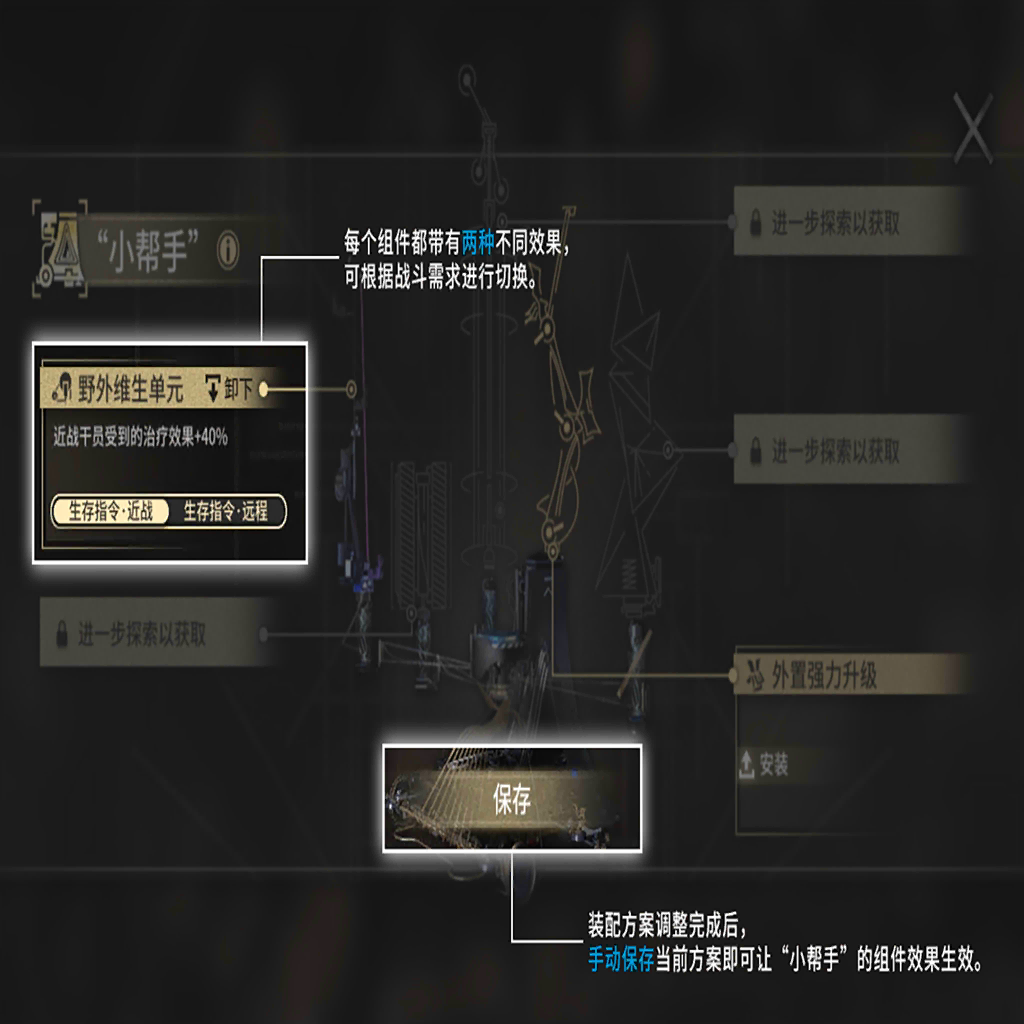 “小帮手”
每个组件都带有两种不同效果，
可根据战斗需求进行切换。
进一步探索以获取
野外维生单元 卸下
近战干员受到的治疗效果+40%
生存指令·近战 生存指令·远程
进一步探索以获取
进一步探索以获取
外置强力升级
安装
保存
装配方案调整完成后，
手动保存当前方案即可让“小帮手”的组件效果生效。